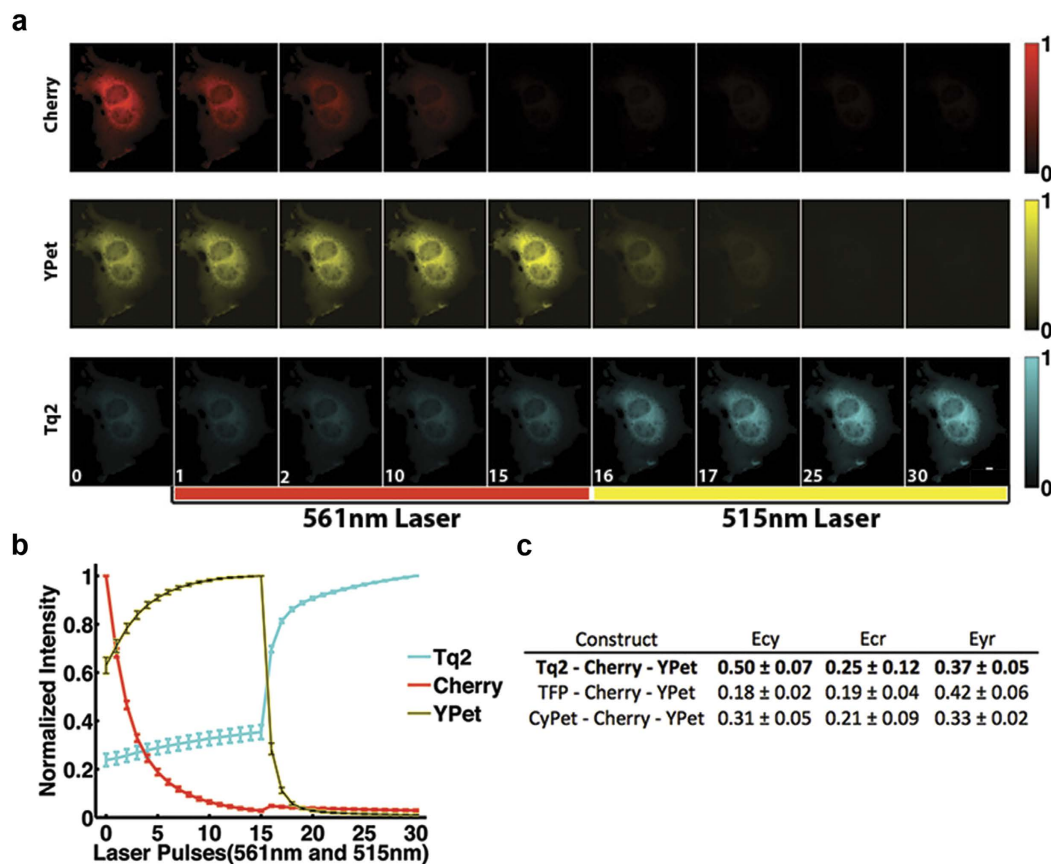 a
Cherry
1
0
YPet
1
0
Tq2
1
0
0 1 2 10 15 16 17 25 30
561nm Laser 515nm Laser
b
Normalized Intensity
1
0.8
0.6
0.4
0.2
0
0 5 10 15 20 25 30
Laser Pulses(561nm and 515nm)
Tq2
Cherry
YPet
c
Construct Ecy Ecr Eyr
Tq2 - Cherry - YPet 0.50 ± 0.07 0.25 ± 0.12 0.37 ± 0.05
TFP - Cherry - YPet 0.18 ± 0.02 0.19 ± 0.04 0.42 ± 0.06
CyPet - Cherry - YPet 0.31 ± 0.05 0.21 ± 0.09 0.33 ± 0.02